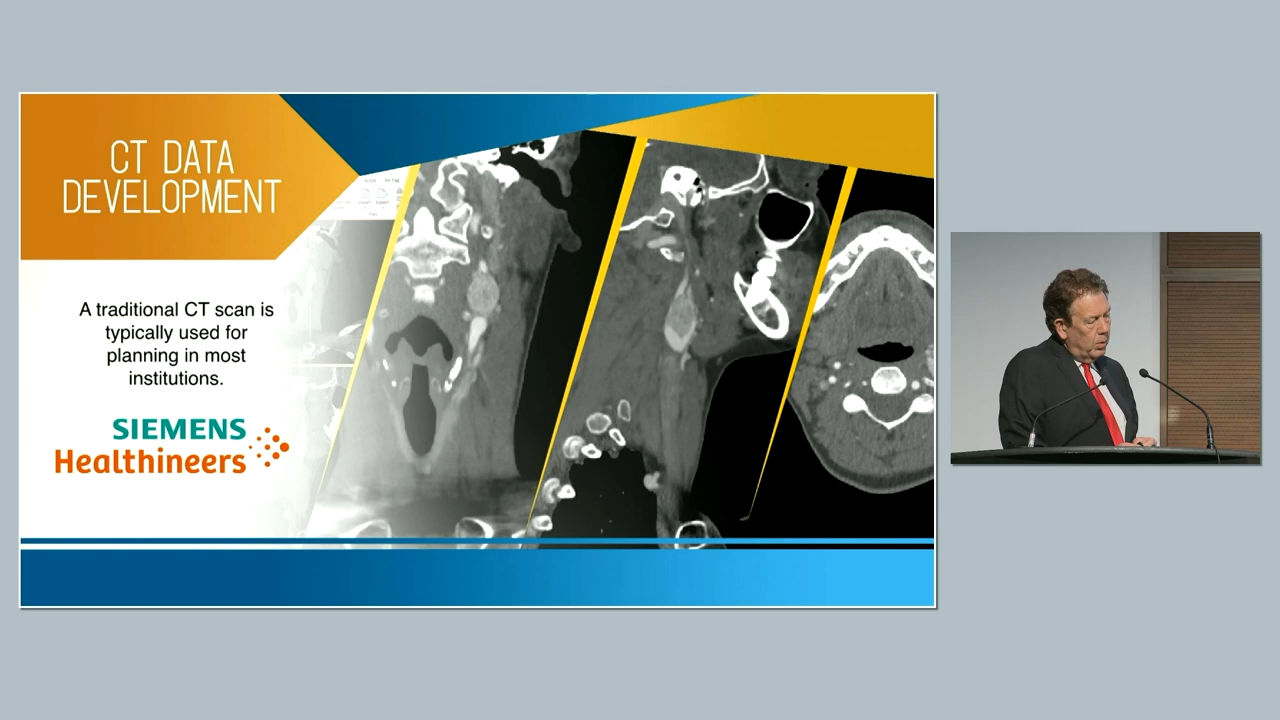 CT DATA
DEVELOPMENT
A traditional CT scan is
typically used for
planning in most
institutions.
SIEMENS
Healthineers